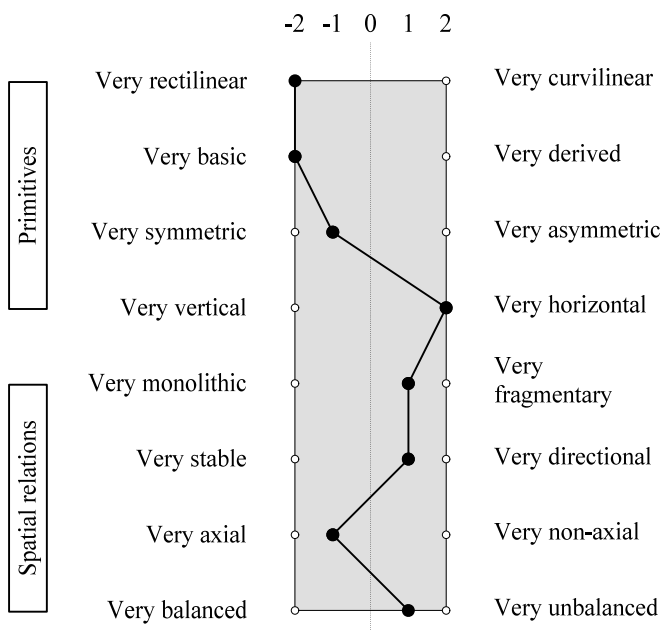 -2 -1 0 1 2
Very rectilinear Very curvilinear
Very basic Very derived
Very symmetric Very asymmetric
Very vertical Very horizontal
Very monolithic Very
fragmentary
Very stable Very directional
Very axial Very non-axial
Very balanced Very unbalanced
Primitives
Spatial relations